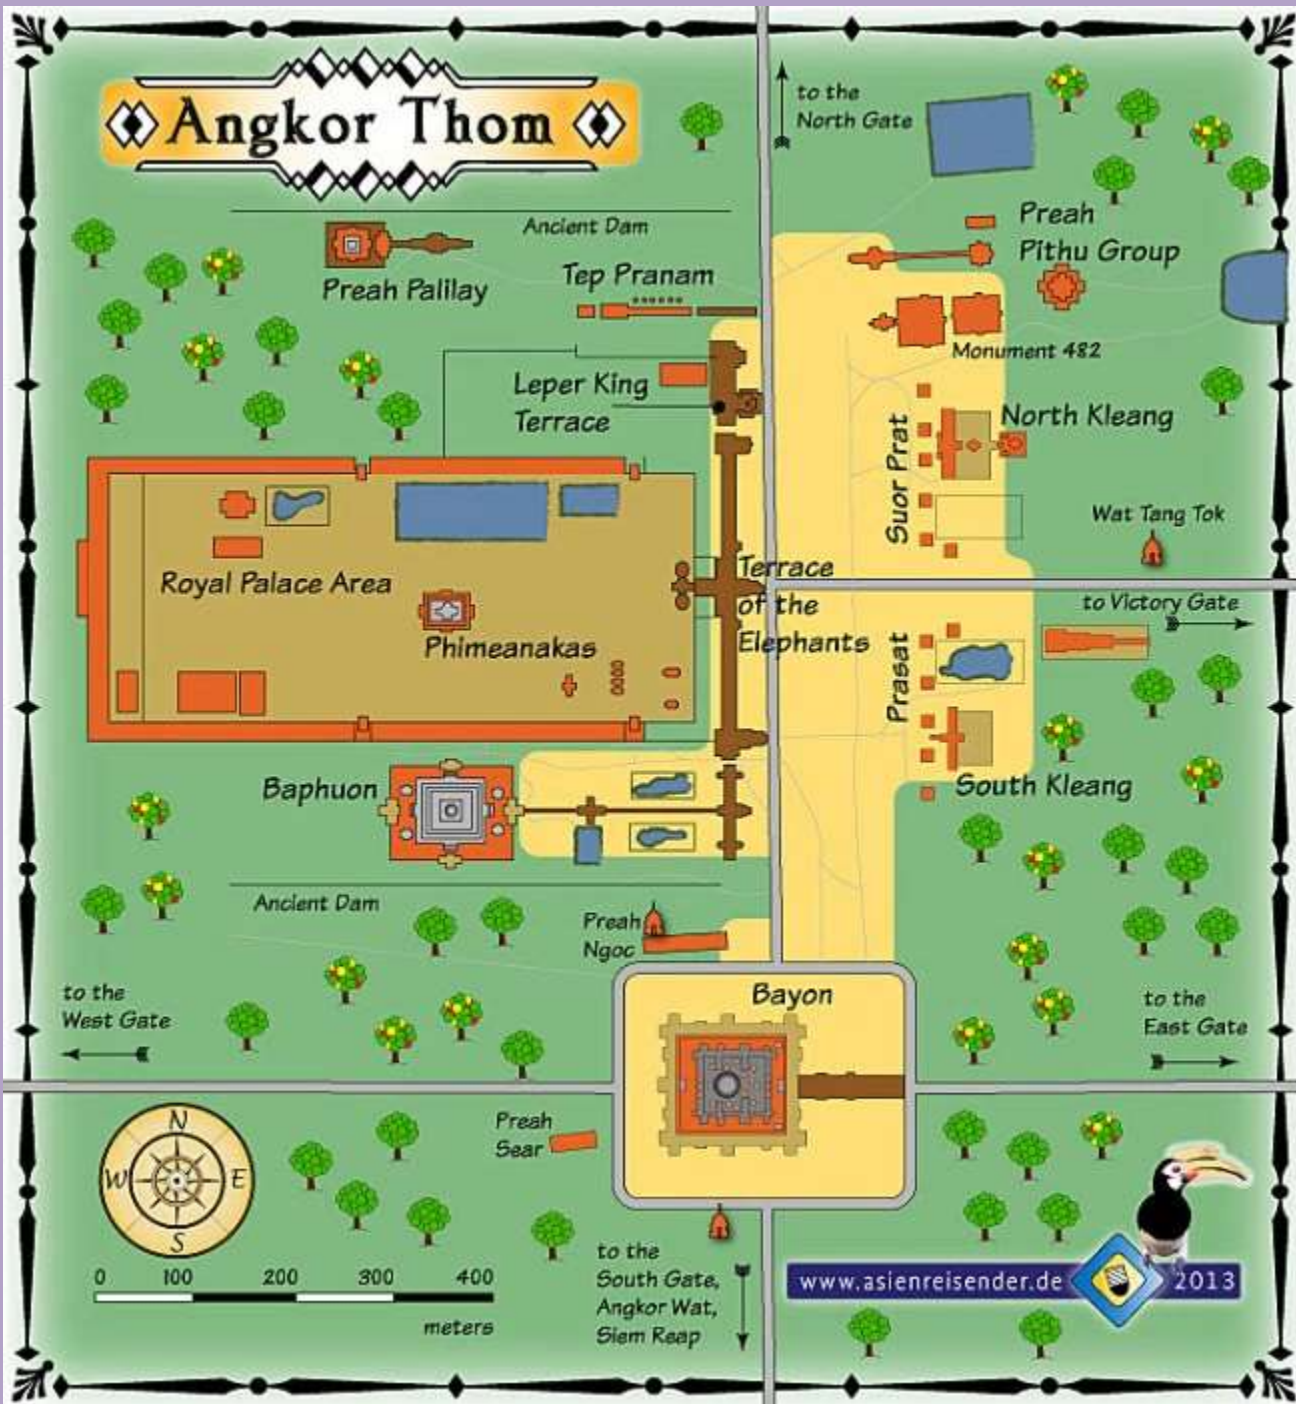 Angkor Thom
to the
North Gate
Ancient Dam
Preah
Pithu Group
Tep Pranam
Preah Palilay
Monument 482
Leper King
Terrace
North Kleang
Suor Prat
Wat Tang Tok
Royal Palace Area
Terrace
of the
Elephants
to Victory Gate
Phimeanakas
Prasat
Baphuon
South Kleang
Ancient Dam
Preah
Ngoc
to the
West Gate
Bayon
to the
East Gate
Preah
Sear
N
W E
S
0 100 200 300 400
meters
to the
South Gate,
Angkor Wat,
Siem Reap
www.asienreisender.de 2013